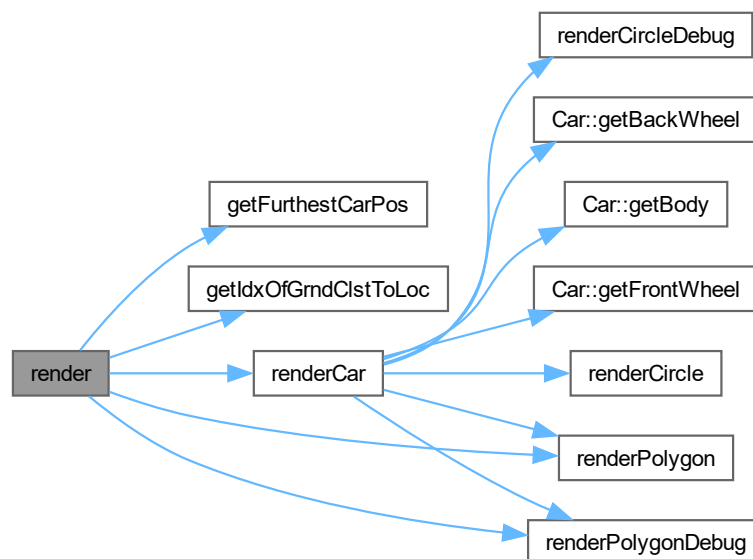 renderCircleDebug
Car::getBackWheel
getFurthestCarPos
Car::getBody
getIdxOfGrndClstToLoc
Car::getFrontWheel
render
renderCar
renderCircle
renderPolygon
renderPolygonDebug